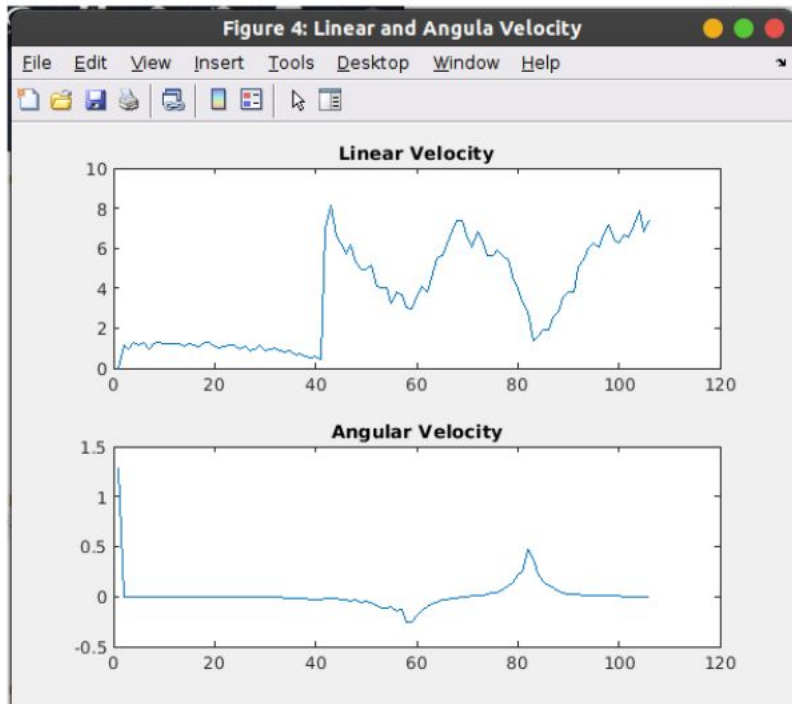 Figure 4: Linear and Angula Velocity
File Edit View Insert Tools Desktop Window Help
Linear Velocity
10
8
6
4
2
0
0 20 40 60 80 100 120
Angular Velocity
1.5
1
0.5
0
-0.5
0 20 40 60 80 100 120